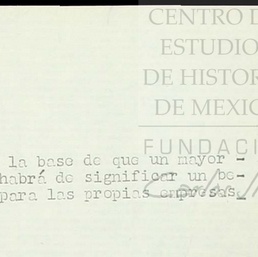 CENTRO D
ESTUDIO
DE HISTOR
DE MEXIC
FUNDACI
la base de que un mayor -
habrá de significar un be-
para las propias empresas_